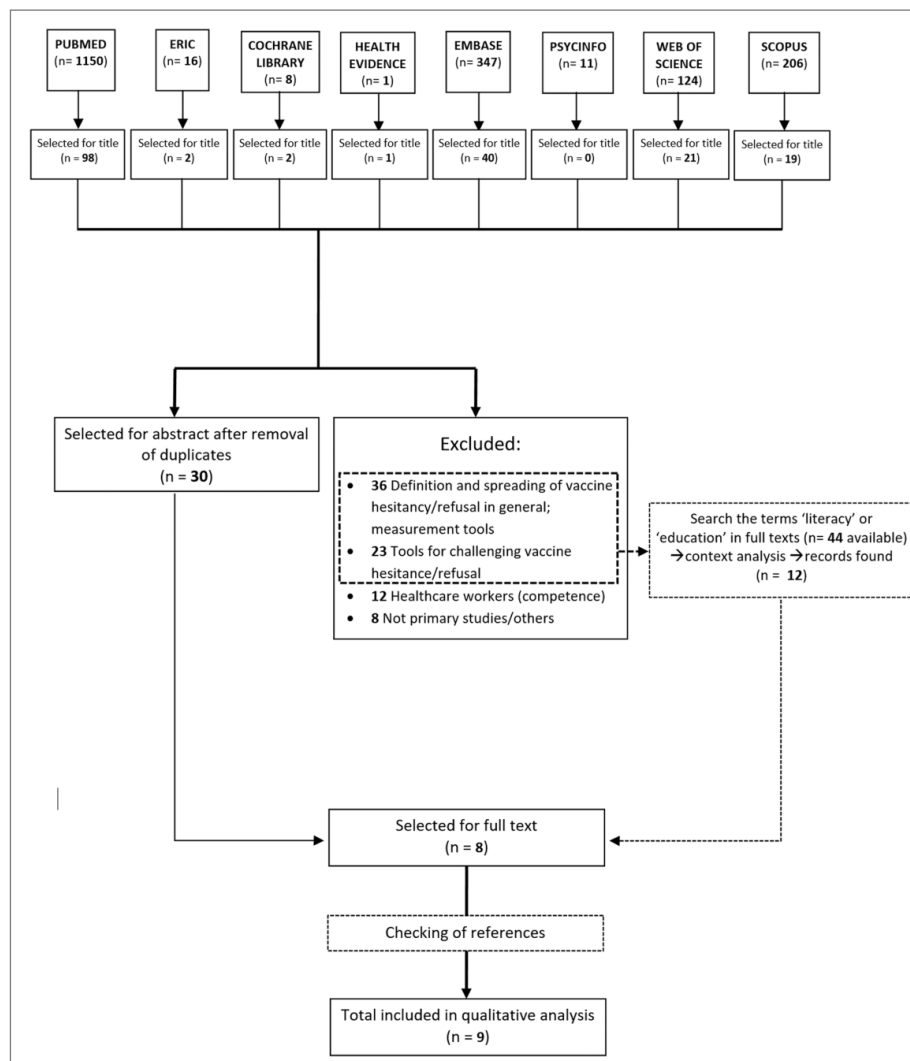 PUBMED
(n= 1150)
ERIC
(n= 16)
COCHRANE
LIBRARY
(n= 8)
HEALTH
EVIDENCE
(n= 1)
EMBASE
(n= 347)
PSYCINFO
(n= 11)
WEB OF
SCIENCE
(n= 124)
SCOPUS
(n= 206)
Selected for title
(n = 98)
Selected for title
(n = 2)
Selected for title
(n = 2)
Selected for title
(n = 1)
Selected for title
(n = 40)
Selected for title
(n = 0)
Selected for title
(n = 21)
Selected for title
(n = 19)
Selected for abstract after removal
of duplicates
(n = 30)
Excluded:
• 36 Definition and spreading of vaccine
hesitancy/refusal in general;
measurement tools
• 23 Tools for challenging vaccine
hesitance/refusal
• 12 Healthcare workers (competence)
• 8 Not primary studies/others
Search the terms ‘literacy’ or
‘education’ in full texts (n= 44 available)
→context analysis →records found
(n = 12)
Selected for full text
(n = 8)
Checking of references
Total included in qualitative analysis
(n = 9)